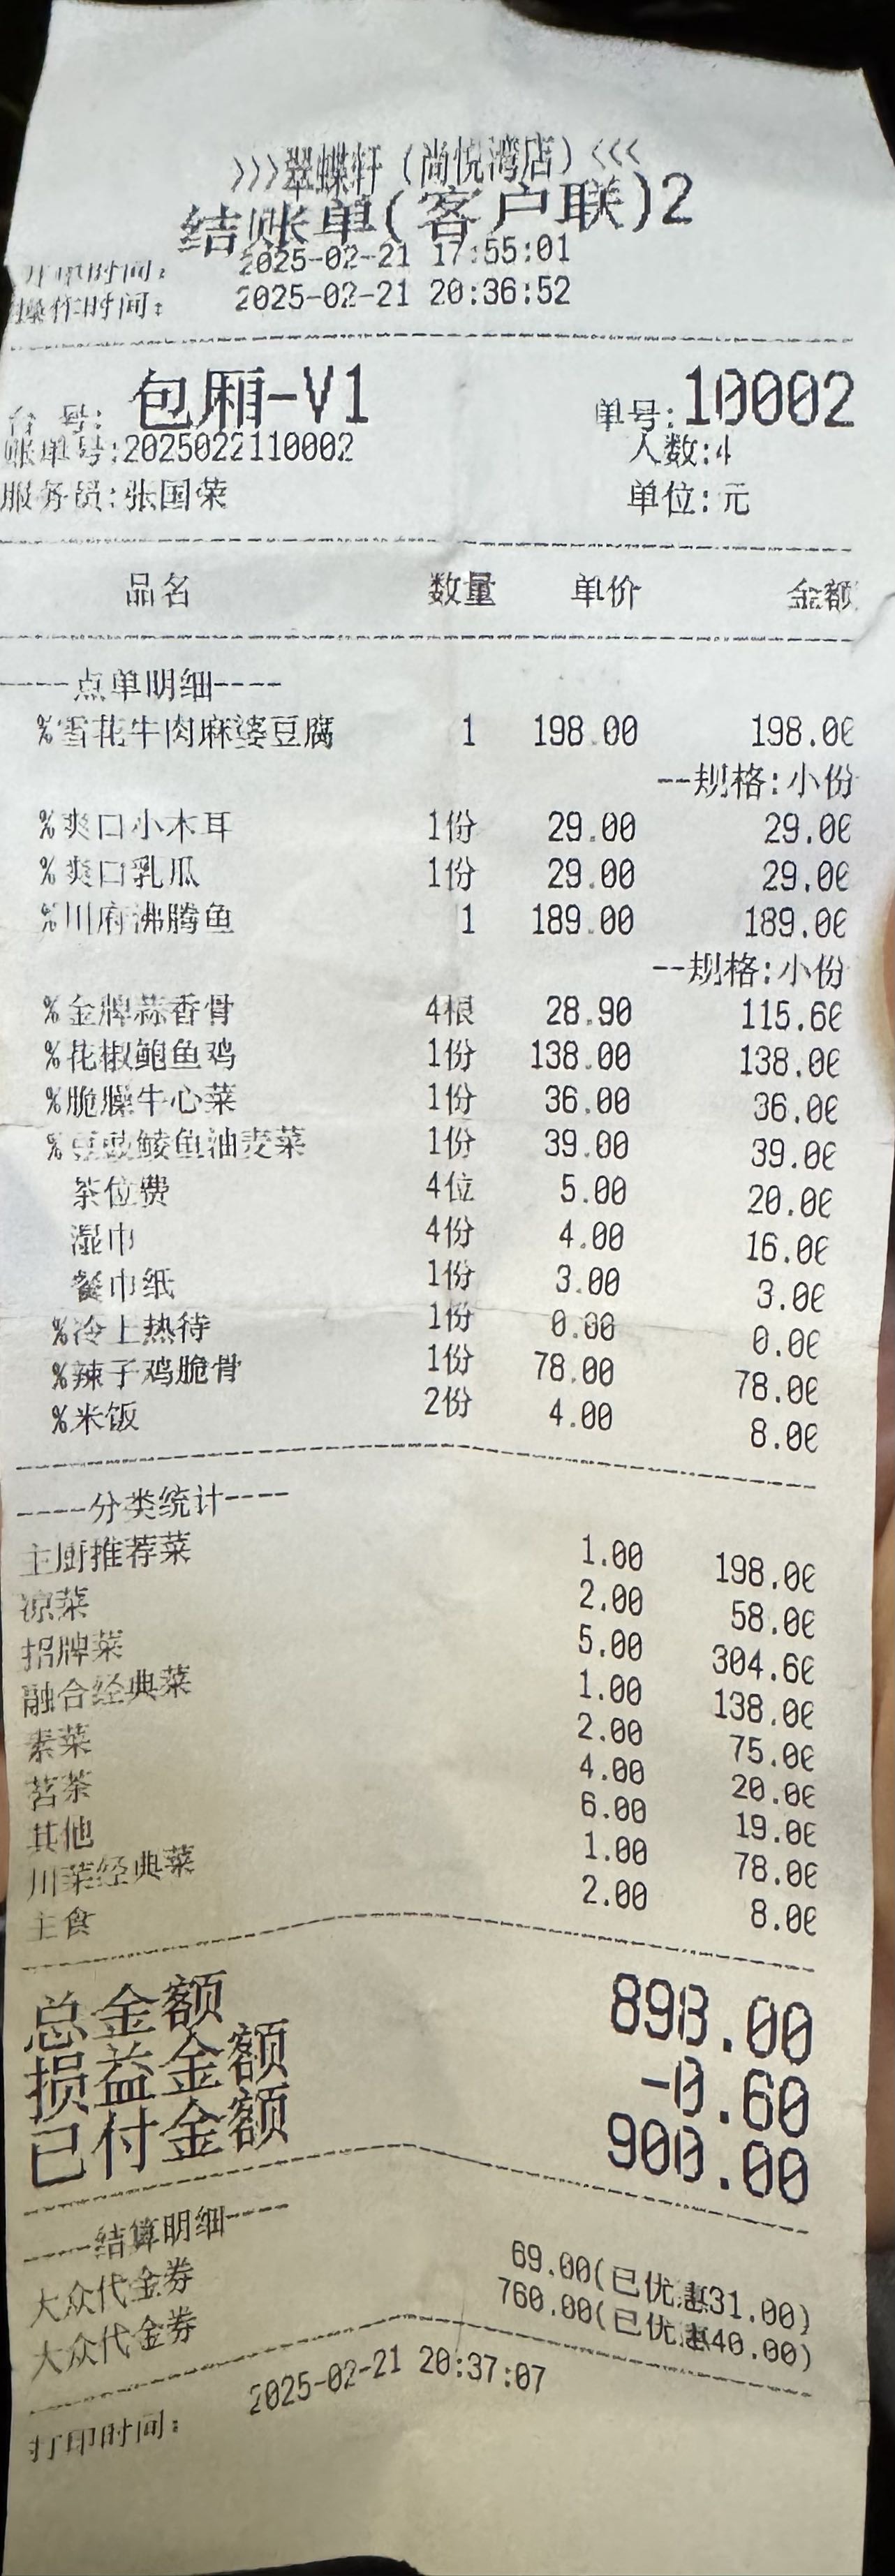 >>>翠蝶轩(尚悦湾店)<<<
结账单(客户联)2
开单时间: 2025-02-21 17:55:01
操作时间: 2025-02-21 20:36:52
台 号: 包厢-V1 单号:10002
账单号:2025022110002 人数:4
服务员:张国荣 单位:元
品名 数量 单价 金额
----点单明细----
%雪花牛肉麻婆豆腐 1 198.00 198.00
--规格:小份
%爽口小木耳 1份 29.00 29.00
%爽口乳瓜 1份 29.00 29.00
%川府沸腾鱼 1 189.00 189.00
--规格:小份
%金牌蒜香骨 4根 28.90 115.60
%花椒鲍鱼鸡 1份 138.00 138.00
%脆臊牛心菜 1份 36.00 36.00
%豆豉鲮鱼油麦菜 1份 39.00 39.00
茶位费 4位 5.00 20.00
湿巾 4份 4.00 16.00
餐巾纸 1份 3.00 3.00
%冷上热待 1份 0.00 0.00
%辣子鸡脆骨 1份 78.00 78.00
%米饭 2份 4.00 8.00
----分类统计----
主厨推荐菜 1.00 198.00
凉菜 2.00 58.00
招牌菜 5.00 304.60
融合经典菜 1.00 138.00
素菜 2.00 75.00
茗茶 4.00 20.00
其他 6.00 19.00
川菜经典菜 1.00 78.00
主食 2.00 8.00
总金额 898.00
损益金额 -0.60
已付金额 900.00
----结算明细----
大众代金券 69.00(已优惠31.00)
大众代金券 760.00(已优惠40.00)
打印时间: 2025-02-21 20:37:07